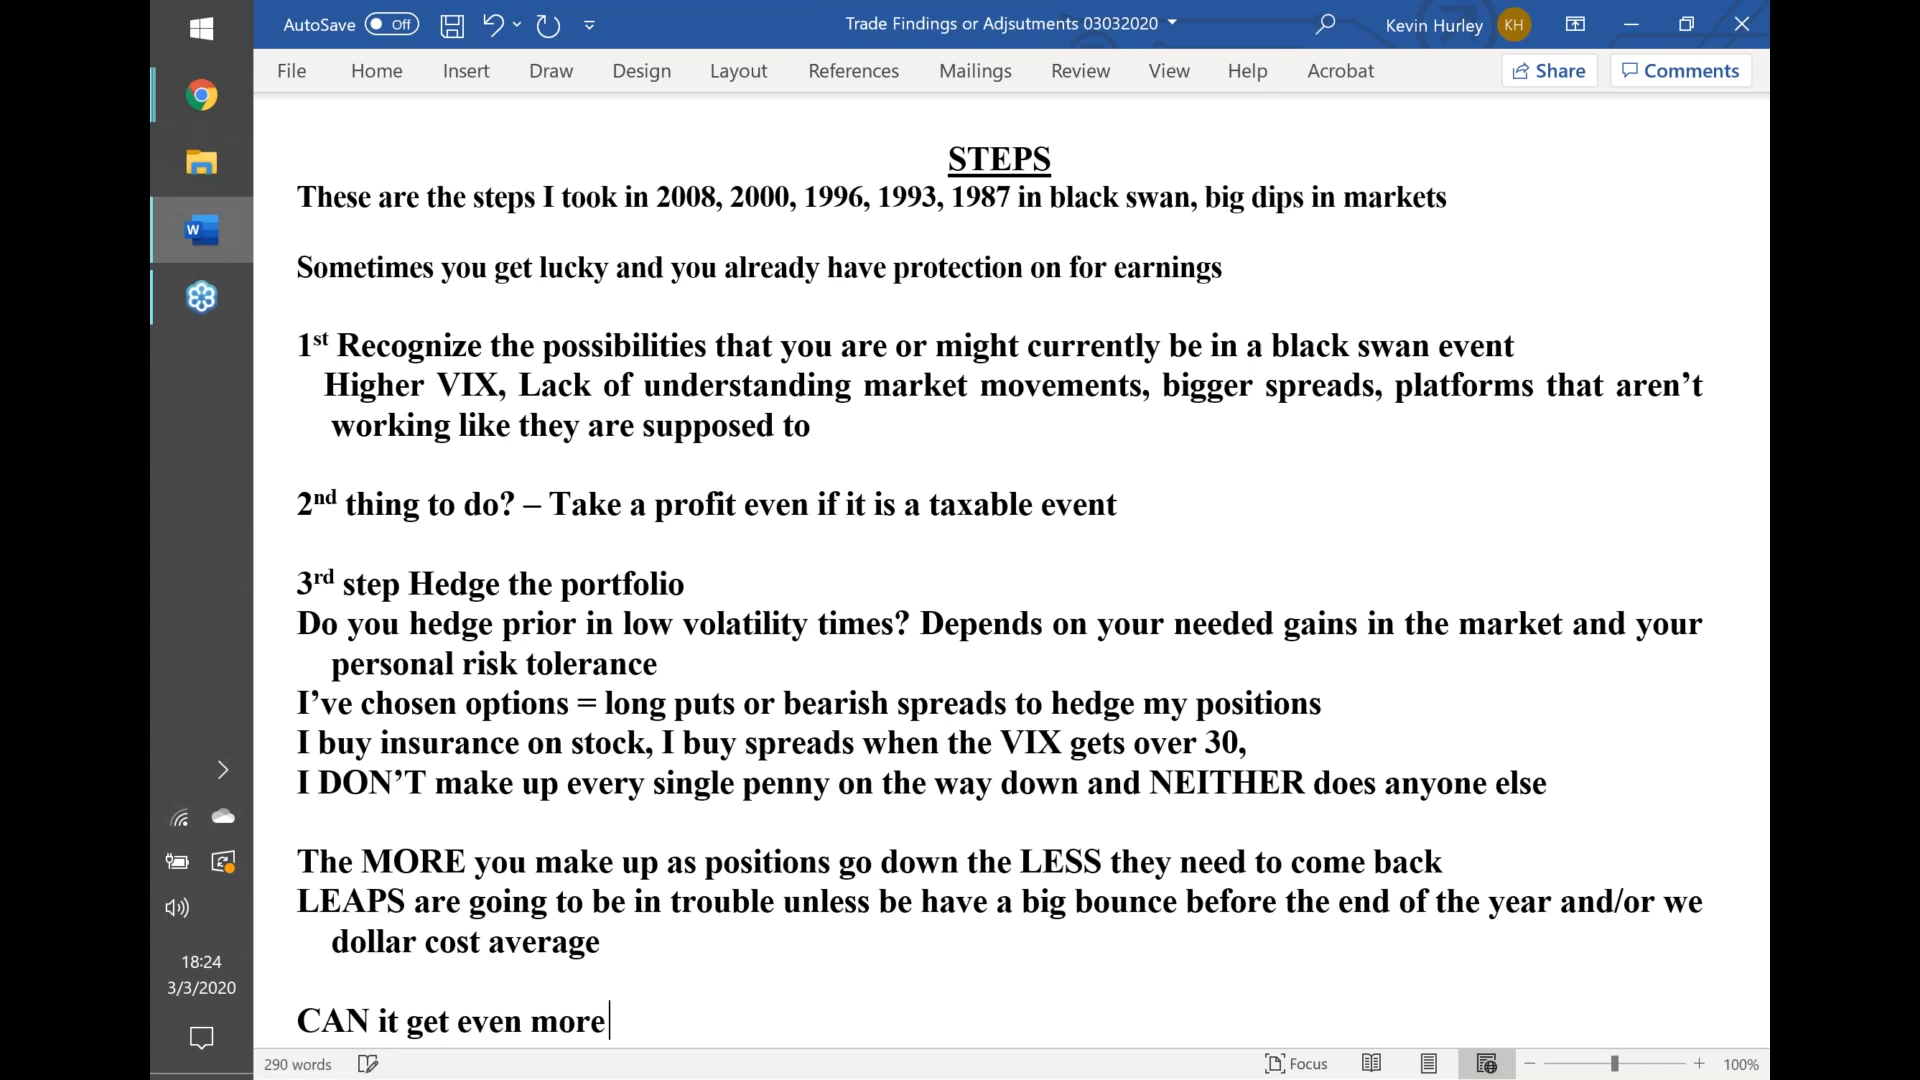 AutoSave Off
Trade Findings or Adjsutments 03032020
Kevin Hurley KH
File Home Insert Draw Design Layout References Mailings Review View Help Acrobat Share Comments
STEPS
These are the steps I took in 2008, 2000, 1996, 1993, 1987 in black swan, big dips in markets
Sometimes you get lucky and you already have protection on for earnings
1st Recognize the possibilities that you are or might currently be in a black swan event
Higher VIX, Lack of understanding market movements, bigger spreads, platforms that aren’t
working like they are supposed to
2nd thing to do? – Take a profit even if it is a taxable event
3rd step Hedge the portfolio
Do you hedge prior in low volatility times? Depends on your needed gains in the market and your
personal risk tolerance
I’ve chosen options = long puts or bearish spreads to hedge my positions
I buy insurance on stock, I buy spreads when the VIX gets over 30,
I DON’T make up every single penny on the way down and NEITHER does anyone else
The MORE you make up as positions go down the LESS they need to come back
LEAPS are going to be in trouble unless be have a big bounce before the end of the year and/or we
dollar cost average
CAN it get even more
W
18:24
3/3/2020
290 words
Focus
100%